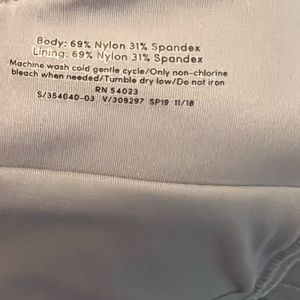 Body: 69% Nylon 31% Spandex
Lining: 69% Nylon 31% Spandex
Machine wash cold gentle cycle/Only non-chlorine
bleach when needed/Tumble dry low/Do not iron
RN 54023
S/354040-03 V/309297 SP19 11/18